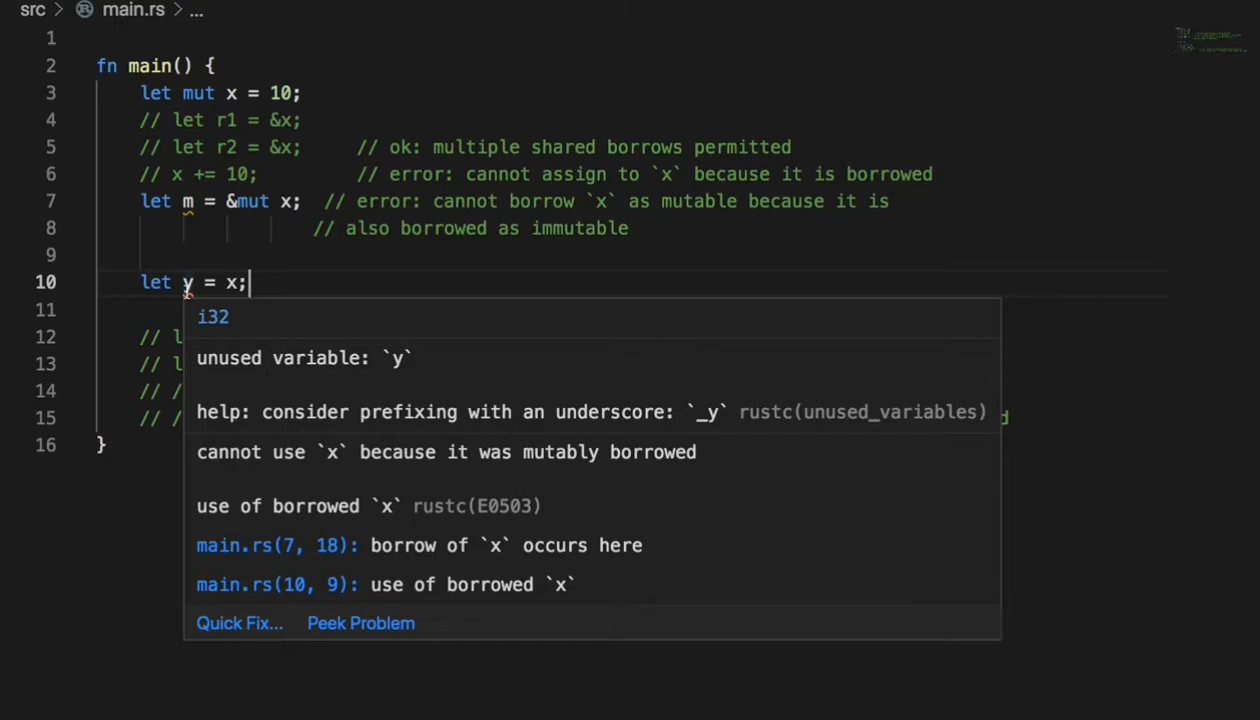 src > main.rs > ...
1
2 fn main() {
3 let mut x = 10;
4 // let r1 = &x;
5 // let r2 = &x; // ok: multiple shared borrows permitted
6 // x += 10; // error: cannot assign to `x` because it is borrowed
7 let m = &mut x; // error: cannot borrow `x` as mutable because it is
8 // also borrowed as immutable
9
10 let y = x;
11
i32
12 // l
unused variable: `y`
13 // l
14 // /
help: consider prefixing with an underscore: `_y` rustc(unused_variables)
15 // / d
16 }
cannot use `x` because it was mutably borrowed
use of borrowed `x` rustc(E0503)
main.rs(7, 18): borrow of `x` occurs here
main.rs(10, 9): use of borrowed `x`
Quick Fix... Peek Problem